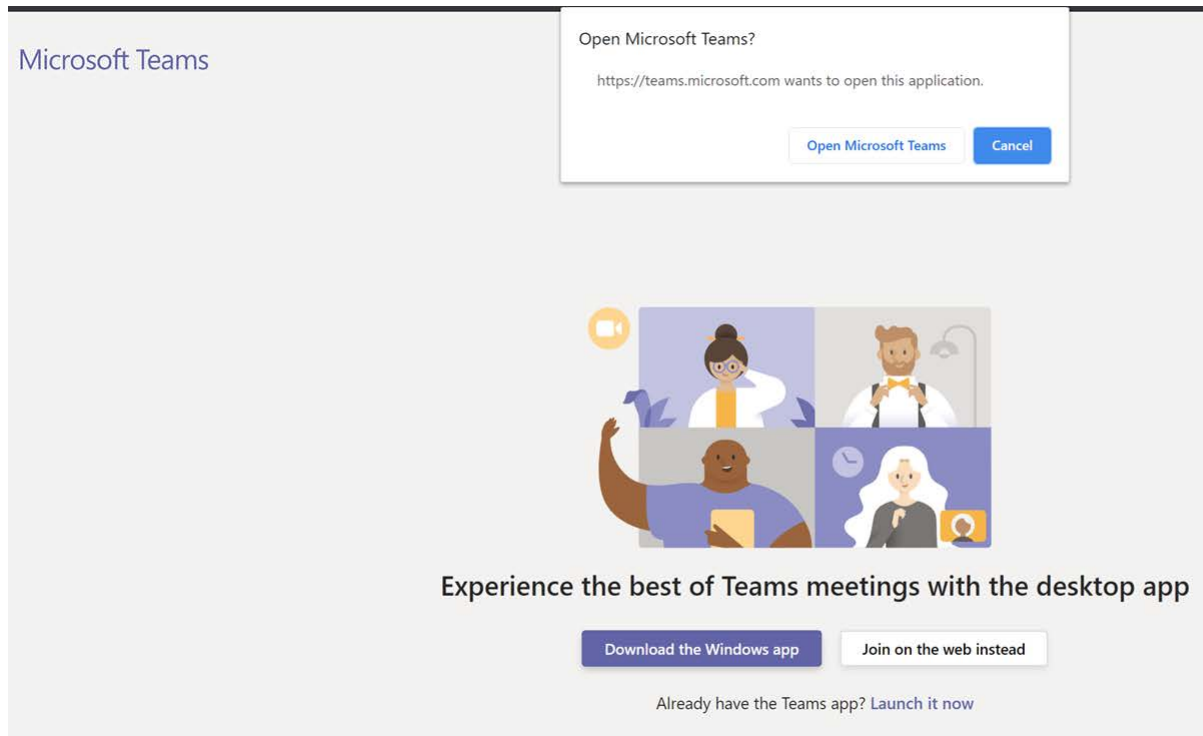 Microsoft Teams
Open Microsoft Teams?
https://teams.microsoft.com wants to open this application.
Open Microsoft Teams
Cancel
Experience the best of Teams meetings with the desktop app
Download the Windows app
Join on the web instead
Already have the Teams app? Launch it now